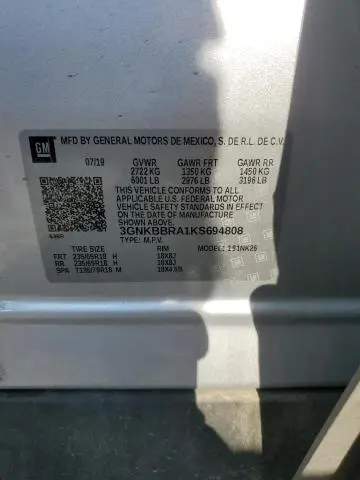 GM
MFD BY GENERAL MOTORS DE MEXICO, S. DE R.L. DE C.V.
07/19 GVWR GAWR FRT GAWR RR
2722 KG 1350 KG 1450 KG
6001 LB 2976 LB 3196 LB
THIS VEHICLE CONFORMS TO ALL
APPLICABLE U.S. FEDERAL MOTOR
VEHICLE SAFETY STANDARDS IN
EFFECT ON THE DATE OF MANUFACTURE
SHOWN ABOVE.
3GNKBBRA1KS694808
TYPE: M.P.V. MODEL: 1S1NK26
TIRE SIZE RIM
FRT 235/65R18 H 18X8J
RR 235/65R18 H 18X8J
SPA T135/70R18 M 18X4.5B